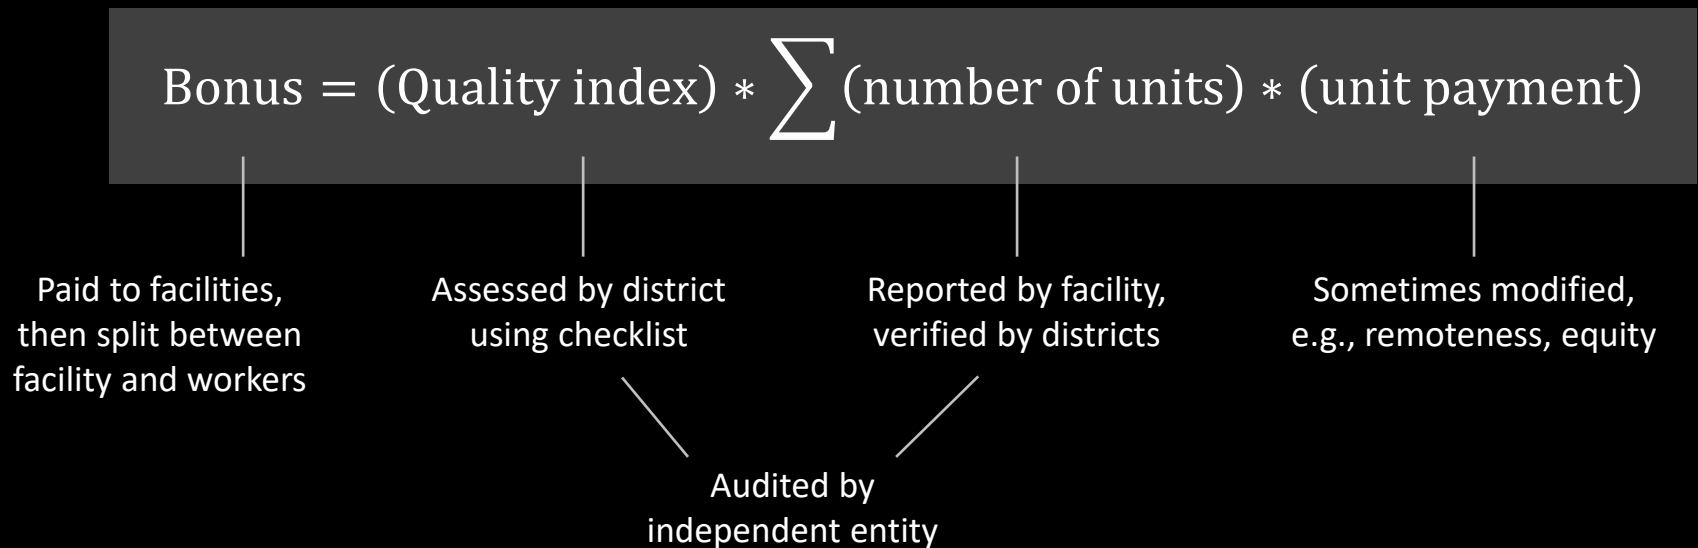 Bonus = (Quality index) ∗ ∑(number of units) ∗ (unit payment)
Paid to facilities,
then split between
facility and workers
Assessed by district
using checklist
Reported by facility,
verified by districts
Sometimes modified,
e.g., remoteness, equity
Audited by
independent entity